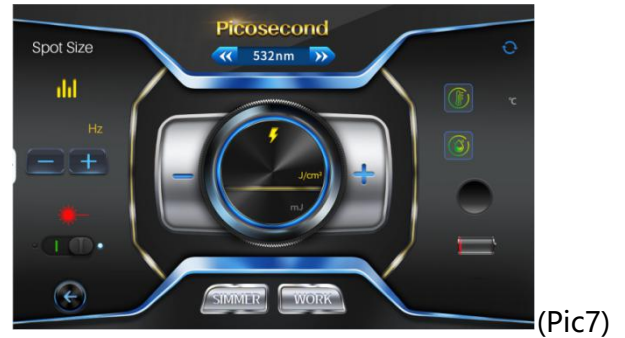 Picosecond
Spot Size
532nm
℃
Hz
J/cm²
mJ
SIMMER
WORK
(Pic7)